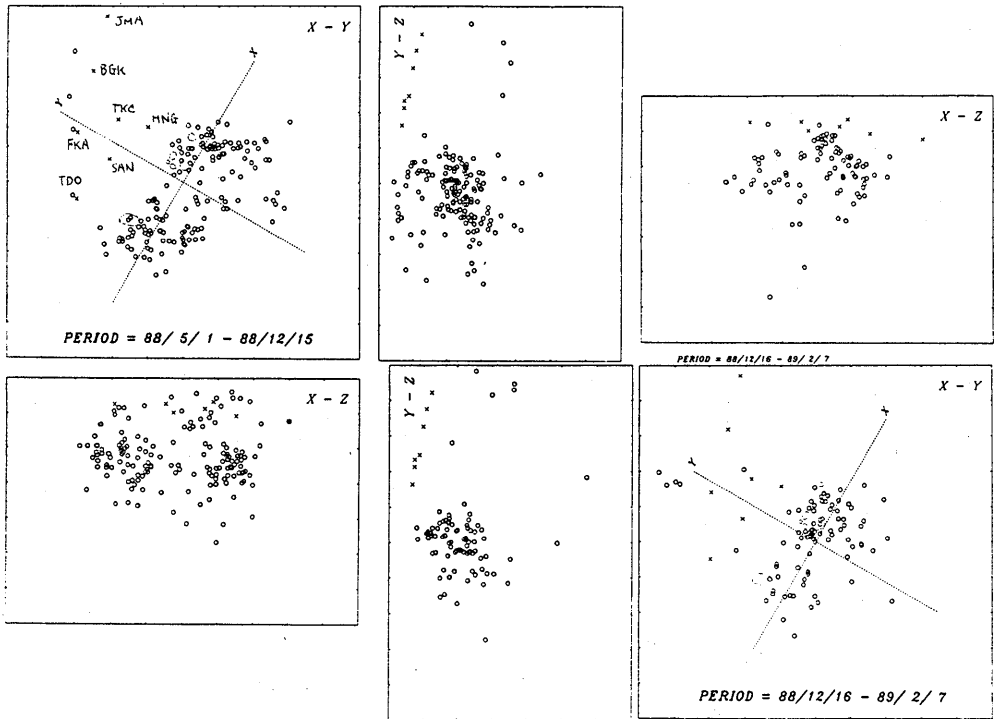 JMA
X - Y
BGK
X
Y
TKC
MNG
FKA
SAN
TDO
PERIOD = 88/ 5/ 1 - 88/12/15
Y - Z
X - Z
PERIOD = 88/12/16 - 89/ 2/ 7
X - Z
Y - Z
X - Y
X
Y
PERIOD = 88/12/16 - 89/ 2/ 7